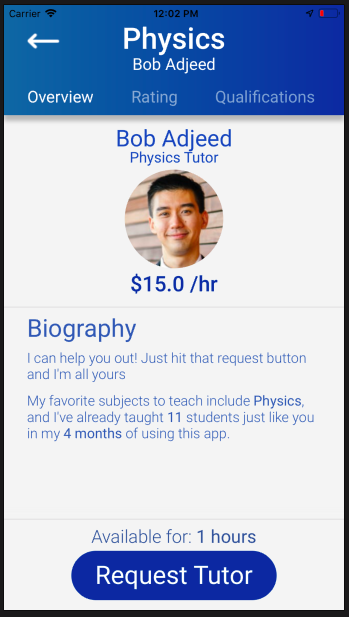 Carrier 12:02 PM
Physics
Bob Adjeed
Overview Rating Qualifications
Bob Adjeed
Physics Tutor
$15.0 /hr
Biography
I can help you out! Just hit that request button
and I'm all yours
My favorite subjects to teach include Physics,
and I've already taught 11 students just like you
in my 4 months of using this app.
Available for: 1 hours
Request Tutor